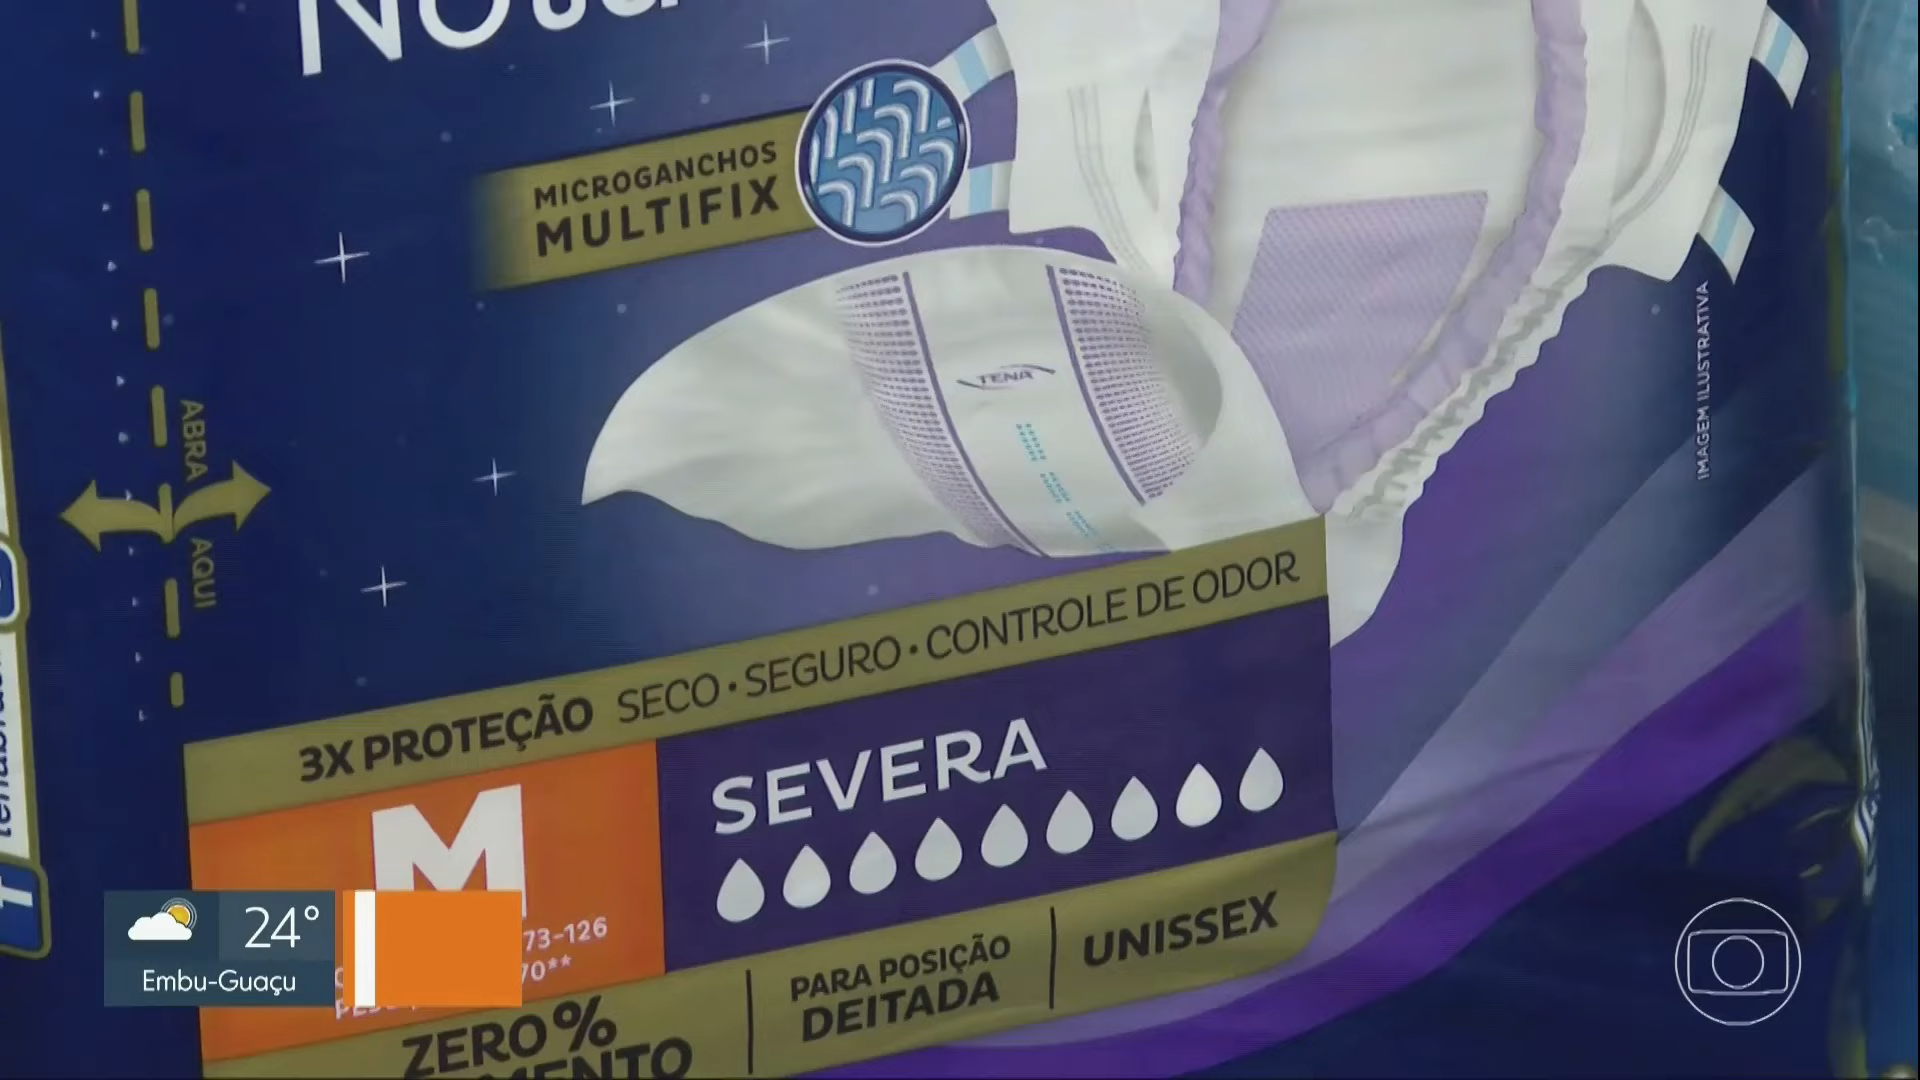 MICROGANCHOS
MULTIFIX
TENA
IMAGEM ILUSTRATIVA
ABRA
AQUI
3X PROTEÇÃO SECO • SEGURO • CONTROLE DE ODOR
M
SEVERA
73-126
70**
ZERO %
PARA POSIÇÃO
DEITADA
UNISSEX
24°
Embu-Guaçu